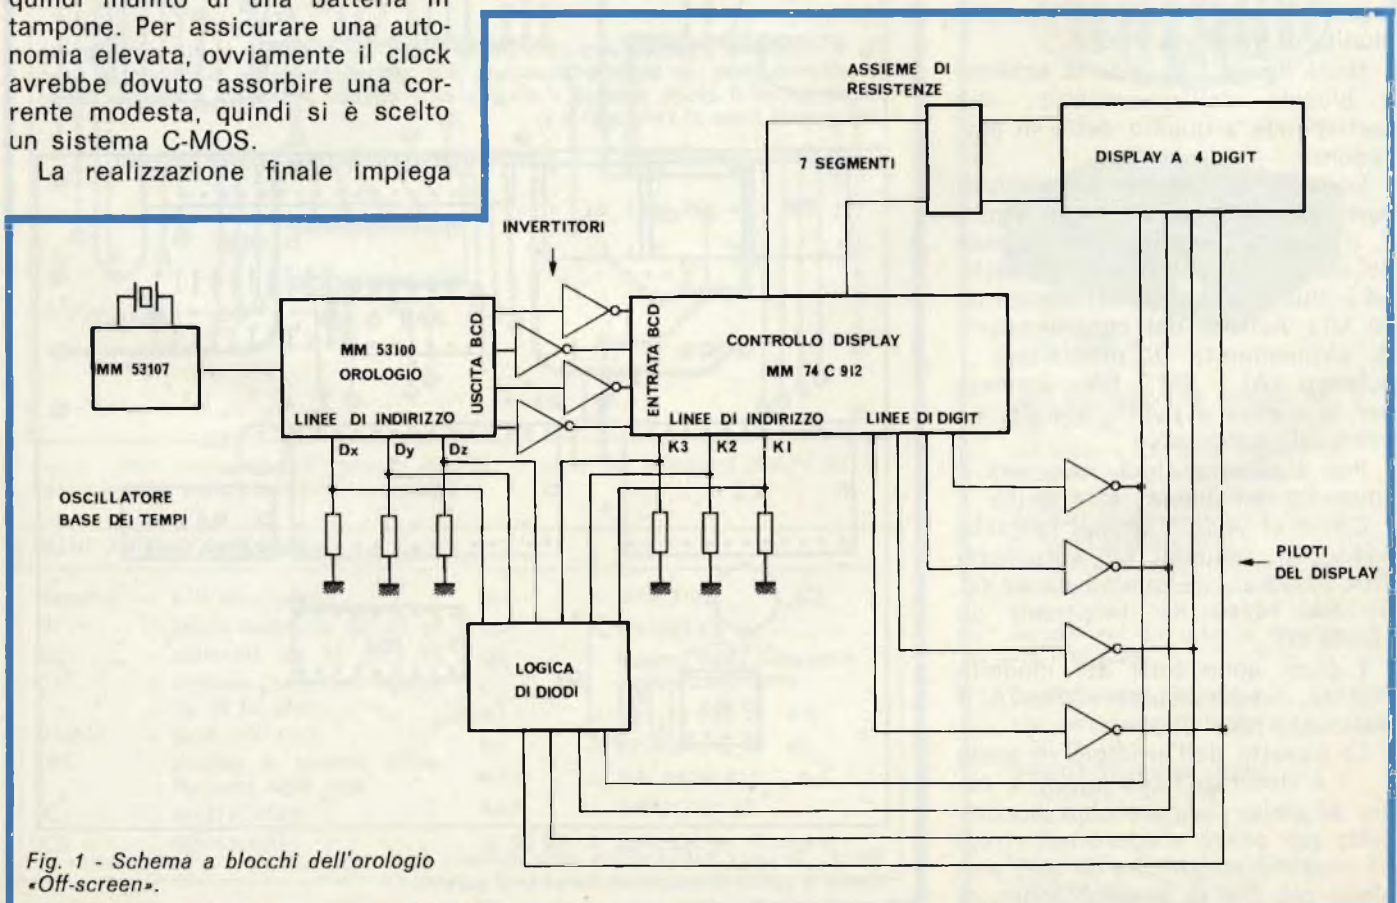 quindi munito di una batteria in
tampone. Per assicurare una auto-
nomia elevata, ovviamente il clock
avrebbe dovuto assorbire una cor-
rente modesta, quindi si è scelto
un sistema C-MOS.
La realizzazione finale impiega
ASSIEME DI
RESISTENZE
7 SEGMENTI
DISPLAY A 4 DIGIT
INVERTITORI
MM 53107
MM 53100
OROLOGIO
USCITA BCD
LINEE DI INDIRIZZO
ENTRATA BCD
CONTROLLO DISPLAY
MM 74 C 912
LINEE DI INDIRIZZO
LINEE DI DIGIT
Dx
Dy
Dz
K3
K2
K1
OSCILLATORE
BASE DEI TEMPI
PILOTI
DEL DISPLAY
LOGICA
DI DIODI
Fig. 1 - Schema a blocchi dell'orologio
«Off-screen».